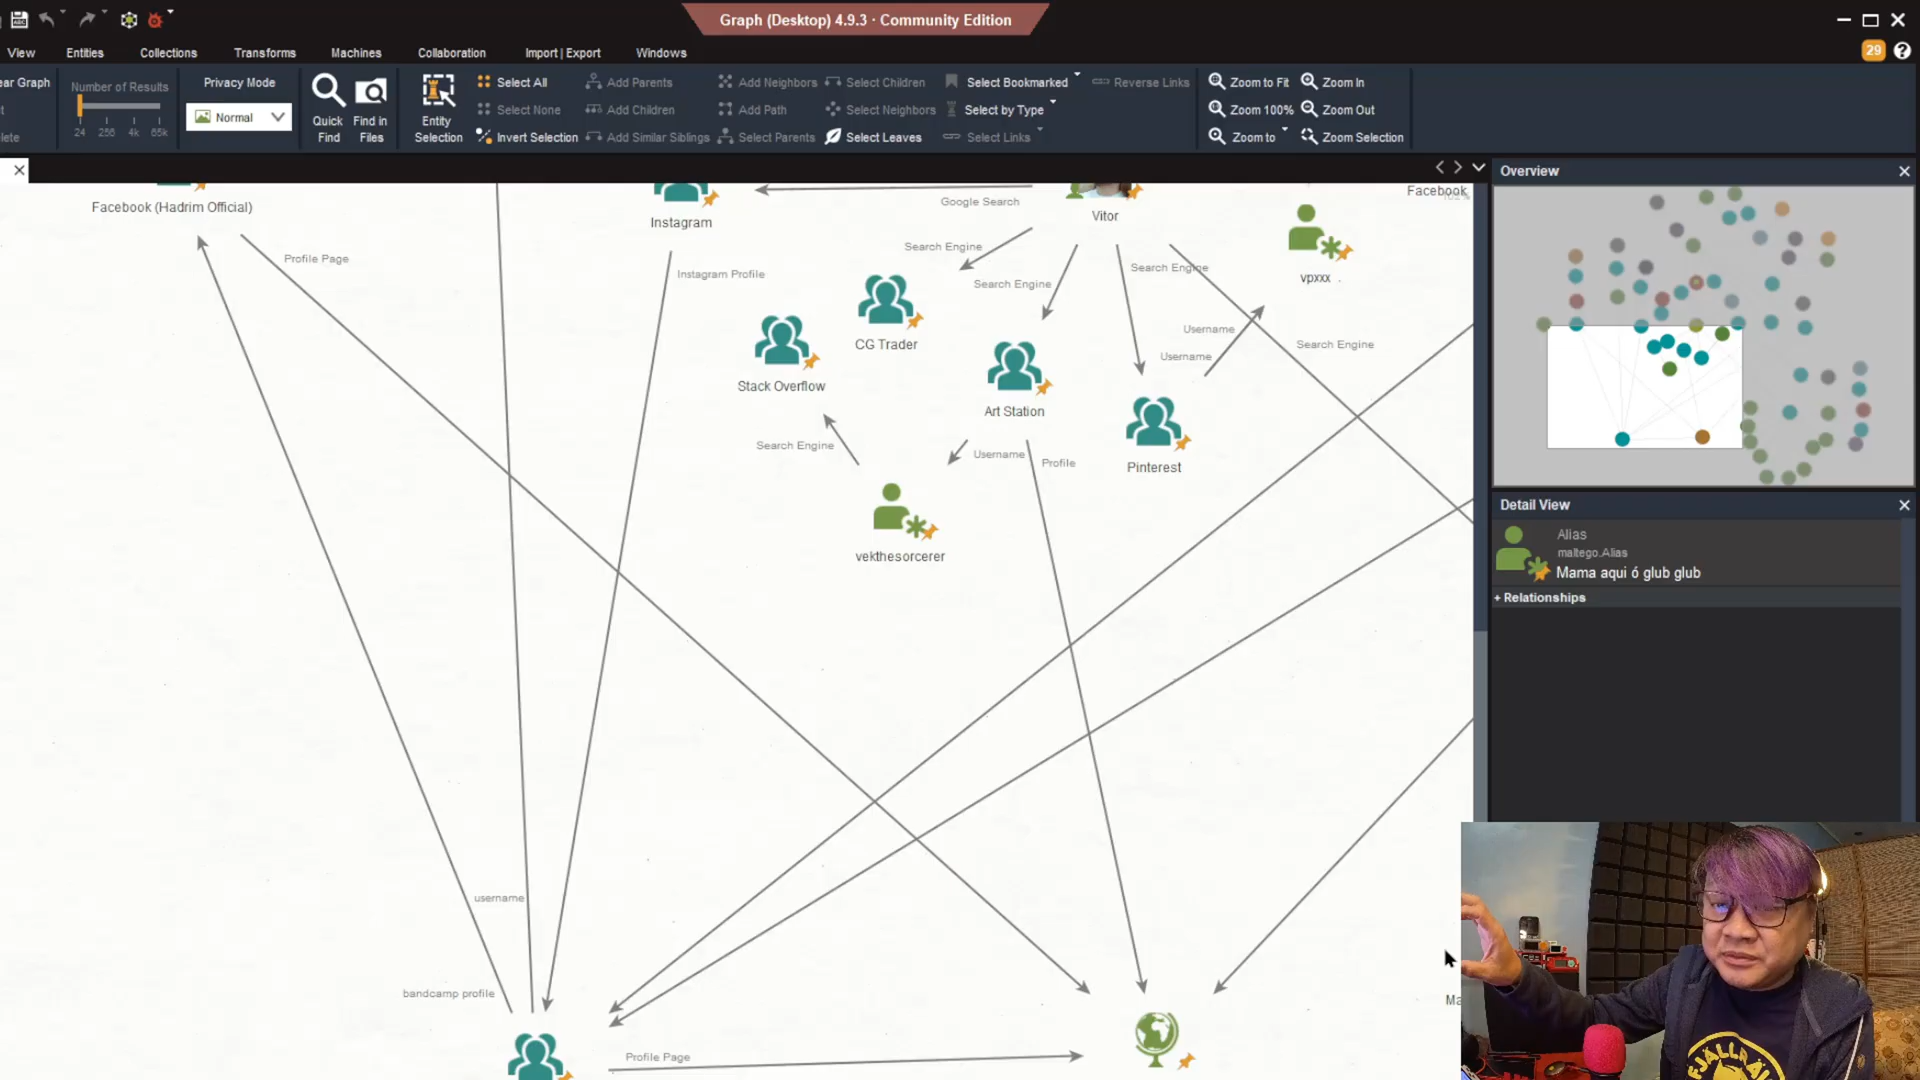 Graph (Desktop) 4.9.3 · Community Edition
View
Entities
Collections
Transforms
Machines
Collaboration
Import | Export
Windows
29
ear Graph
Number of Results
24
256
4k
65k
Privacy Mode
Normal
Quick
Find
Find in
Files
Entity
Selection
Select All
Select None
Invert Selection
Add Parents
Add Children
Add Similar Siblings
Add Neighbors
Add Path
Select Parents
Select Children
Select Neighbors
Select Leaves
Select Bookmarked
Select by Type
Select Links
Reverse Links
Zoom to Fit
Zoom 100%
Zoom to
Zoom In
Zoom Out
Zoom Selection
Overview
Facebook (Hadrim Official)
Instagram
Google Search
Vitor
Facebook
Profile Page
Search Engine
Instagram Profile
Search Engine
Search Engine
vpxxx .
CG Trader
Username
Username
Search Engine
Stack Overflow
Art Station
Search Engine
Username
Profile
Pinterest
vekthesorcerer
username
bandcamp profile
Profile Page
Ma
Detail View
Alias
maltego.Alias
Mama aqui ó glub glub
+ Relationships
FJÄLLRÄ